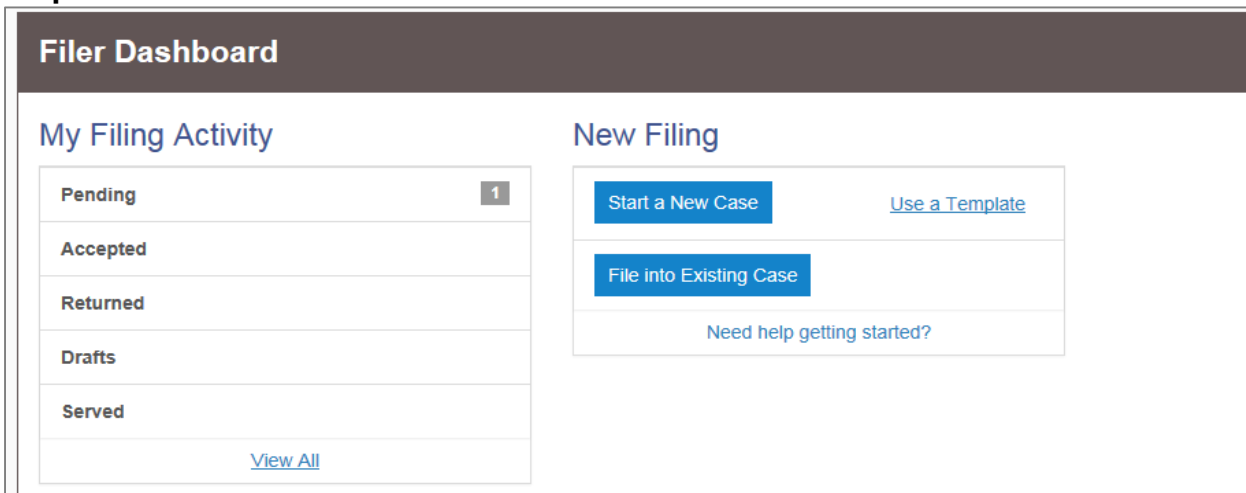 Filer Dashboard
My Filing Activity
Pending 1
Accepted
Returned
Drafts
Served
View All
New Filing
Start a New Case Use a Template
File into Existing Case
Need help getting started?